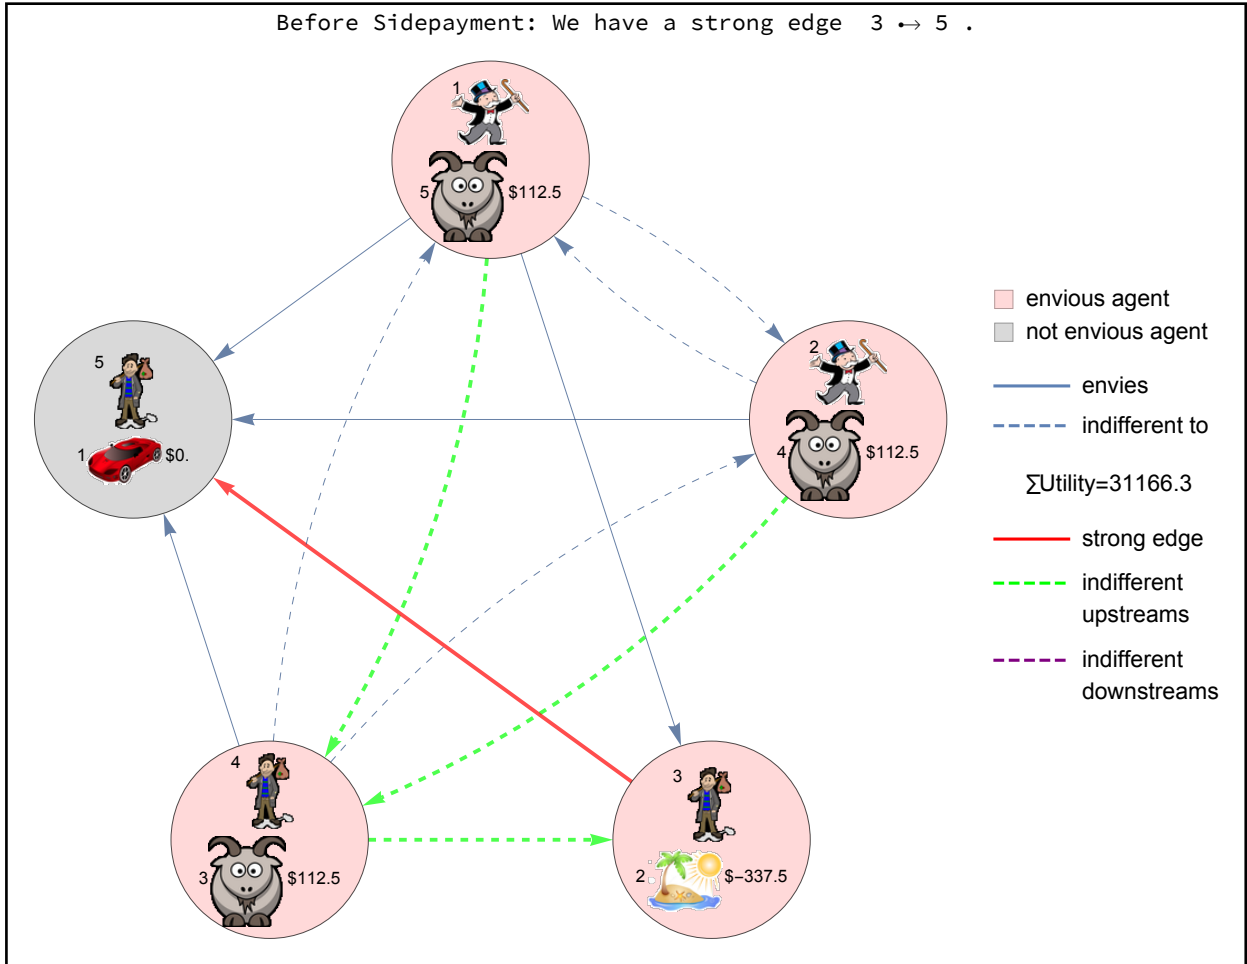 Before Sidepayment: We have a strong edge 3 ↔ 5 .
1
5 $112.5
2
4 $112.5
5
1 $0.
4
3 $112.5
3
2 $−337.5
envious agent
not envious agent
envies
indifferent to
∑Utility=31166.3
strong edge
indifferent
upstreams
indifferent
downstreams